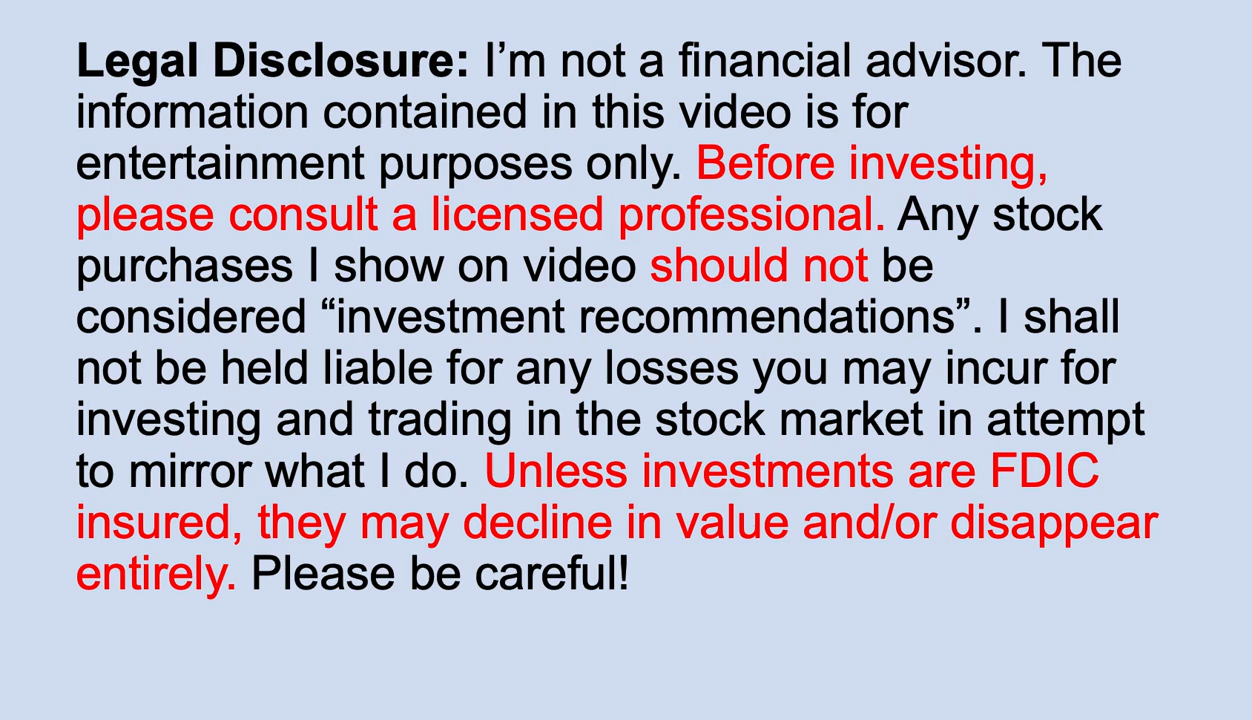 Legal Disclosure: I’m not a financial advisor. The
information contained in this video is for
entertainment purposes only. Before investing,
please consult a licensed professional. Any stock
purchases I show on video should not be
considered “investment recommendations”. I shall
not be held liable for any losses you may incur for
investing and trading in the stock market in attempt
to mirror what I do. Unless investments are FDIC
insured, they may decline in value and/or disappear
entirely. Please be careful!